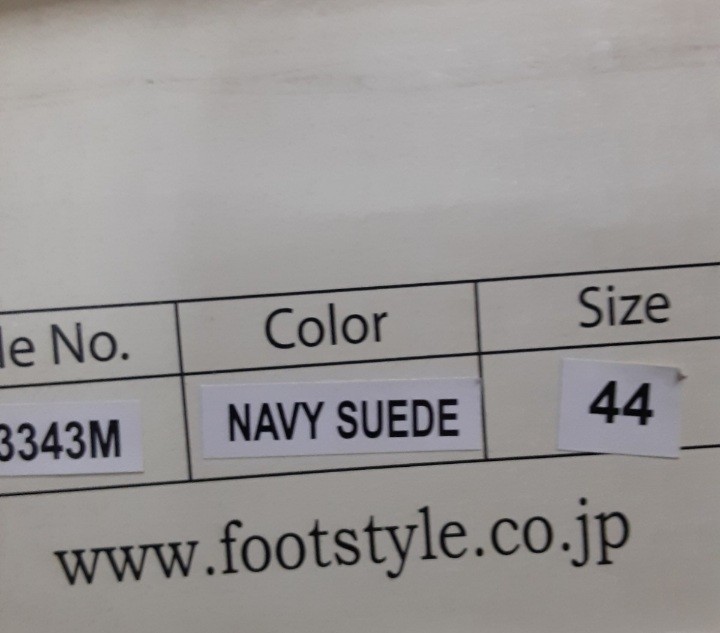 le No. Color Size
3343M NAVY SUEDE 44
www.footstyle.co.jp